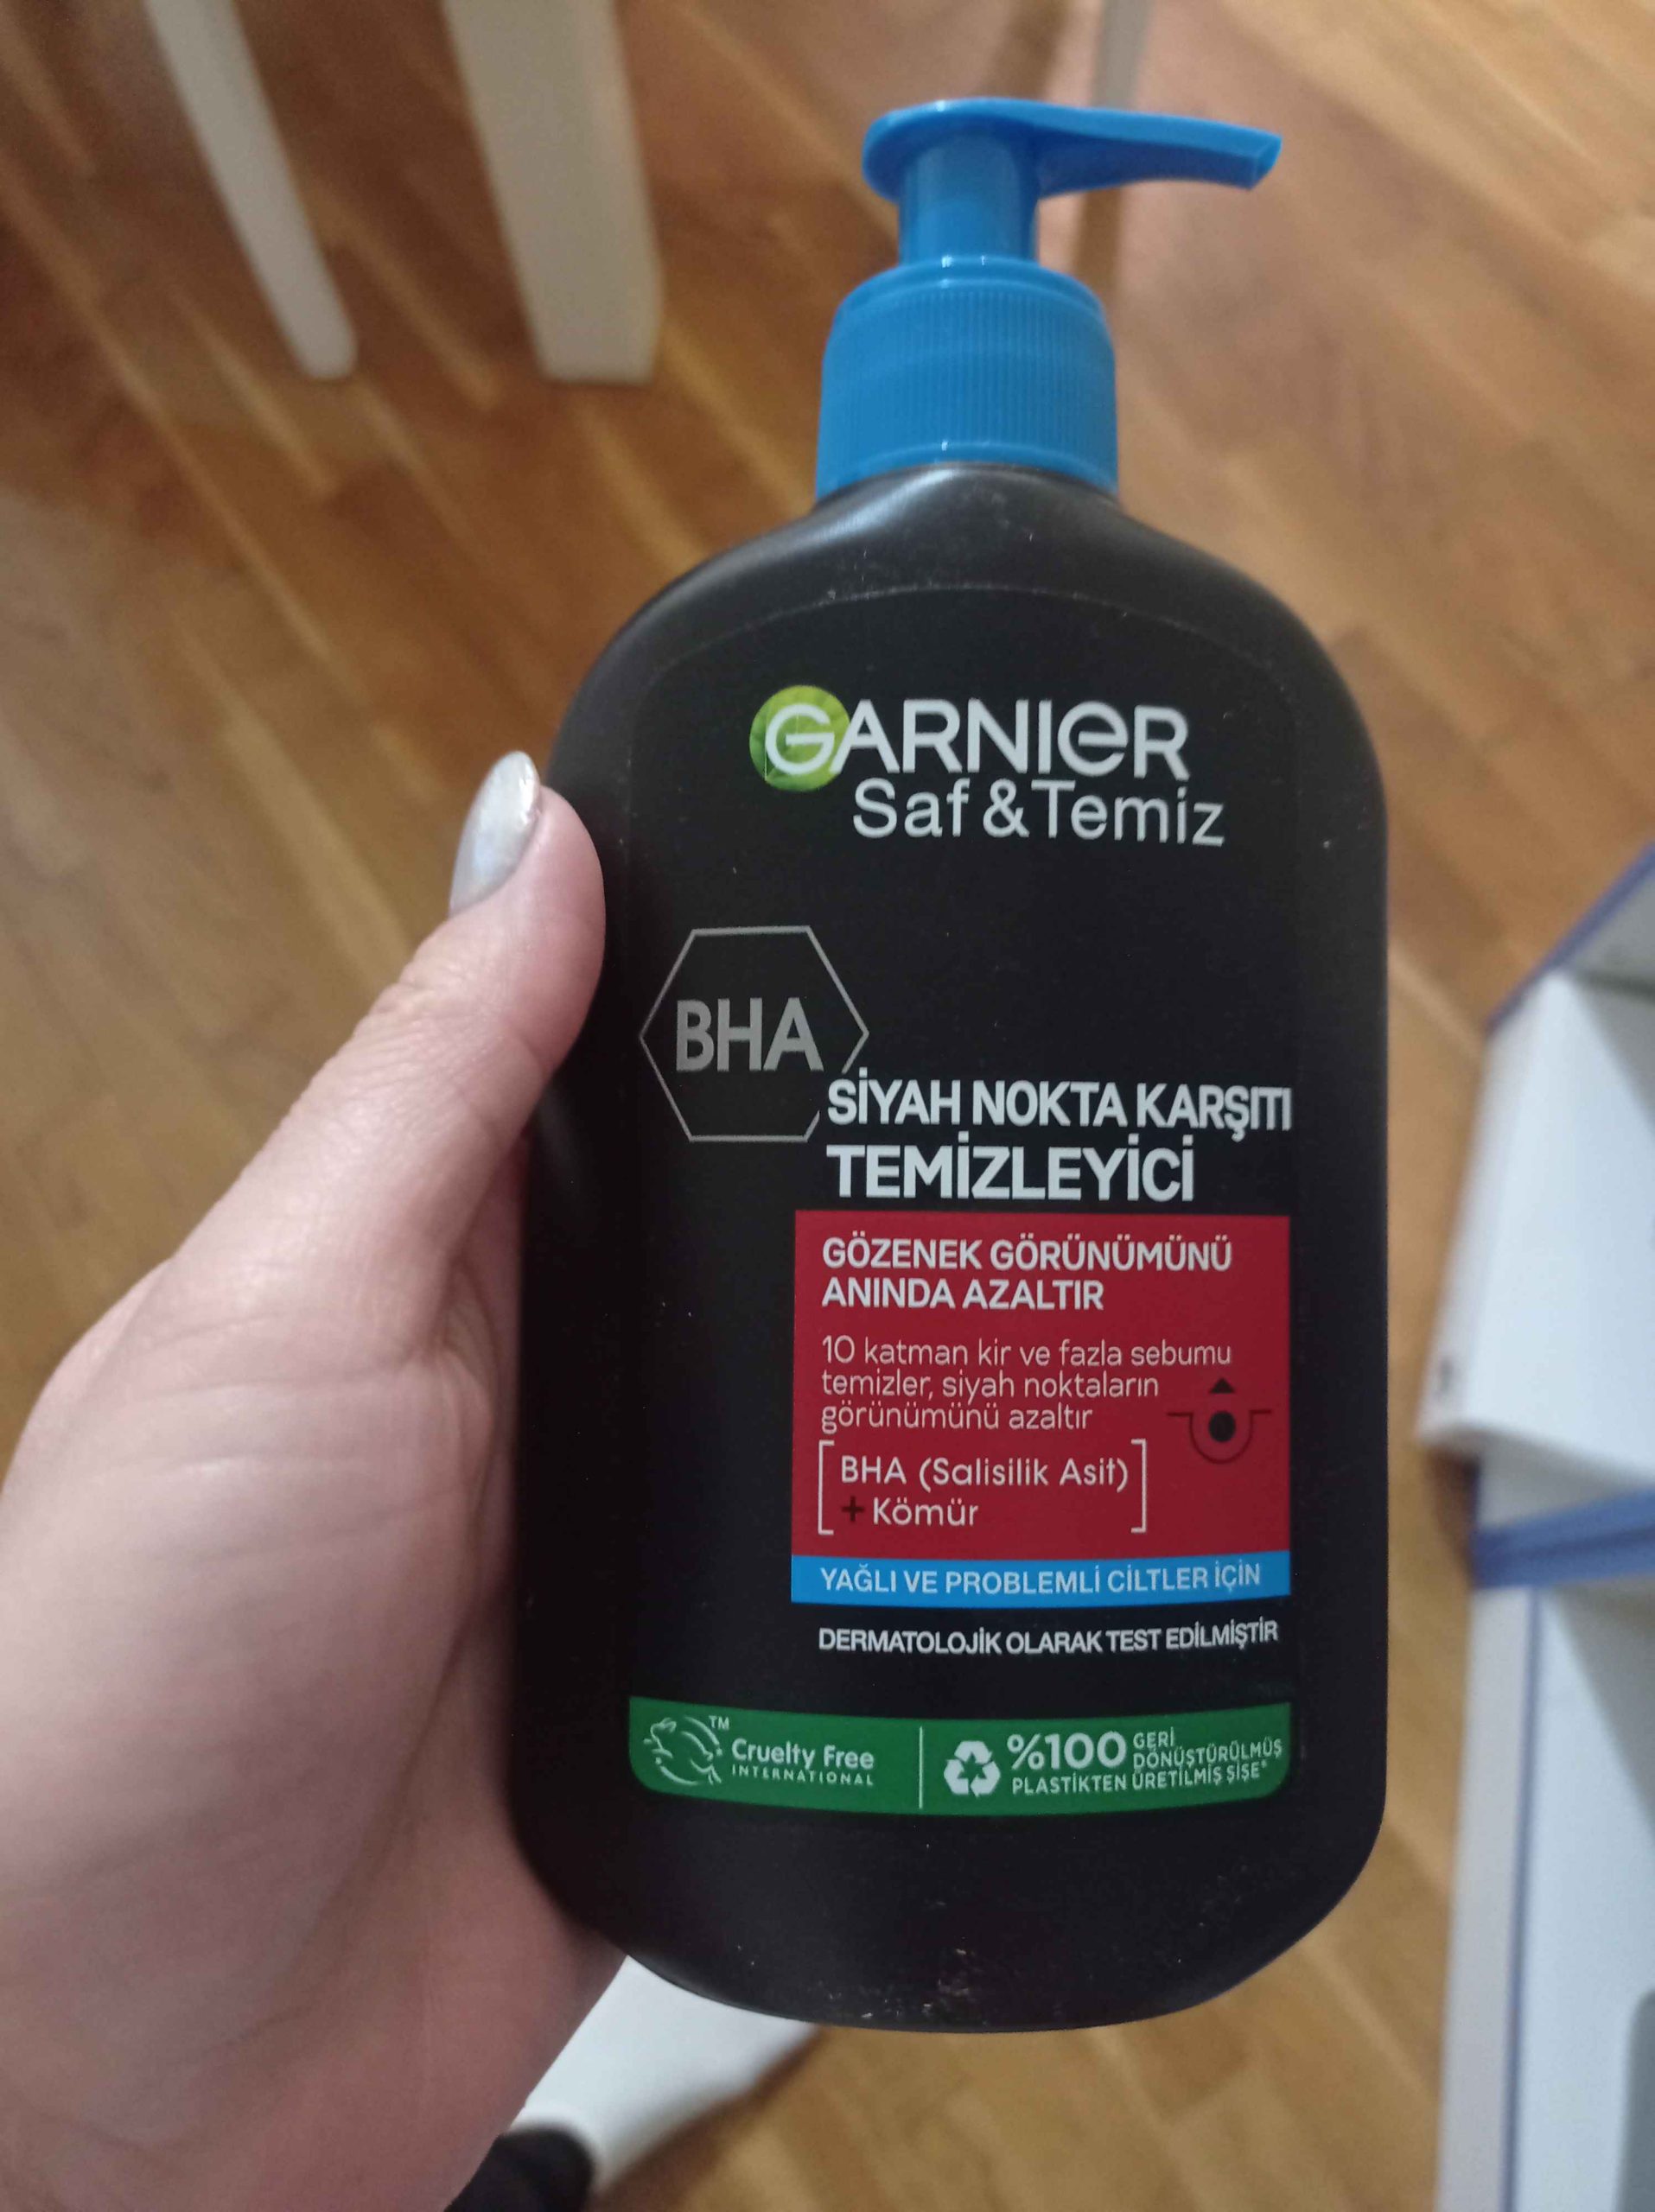 GARNIER
Saf & Temiz
BHA
SİYAH NOKTA KARŞITI
TEMİZLEYİCİ
GÖZENEK GÖRÜNÜMÜNÜ
ANINDA AZALTIR
10 katman kir ve fazla sebumu
temizler, siyah noktaların
görünümünü azaltır
BHA (Salisilik Asit)
+ Kömür
YAĞLI VE PROBLEMLİ CİLTLER İÇİN
DERMATOLOJİK OLARAK TEST EDİLMİŞTİR
Cruelty Free TM
INTERNATIONAL
%100 GERİ
DÖNÜŞTÜRÜLMÜŞ
PLASTİKTEN ÜRETİLMİŞ ŞİŞE*